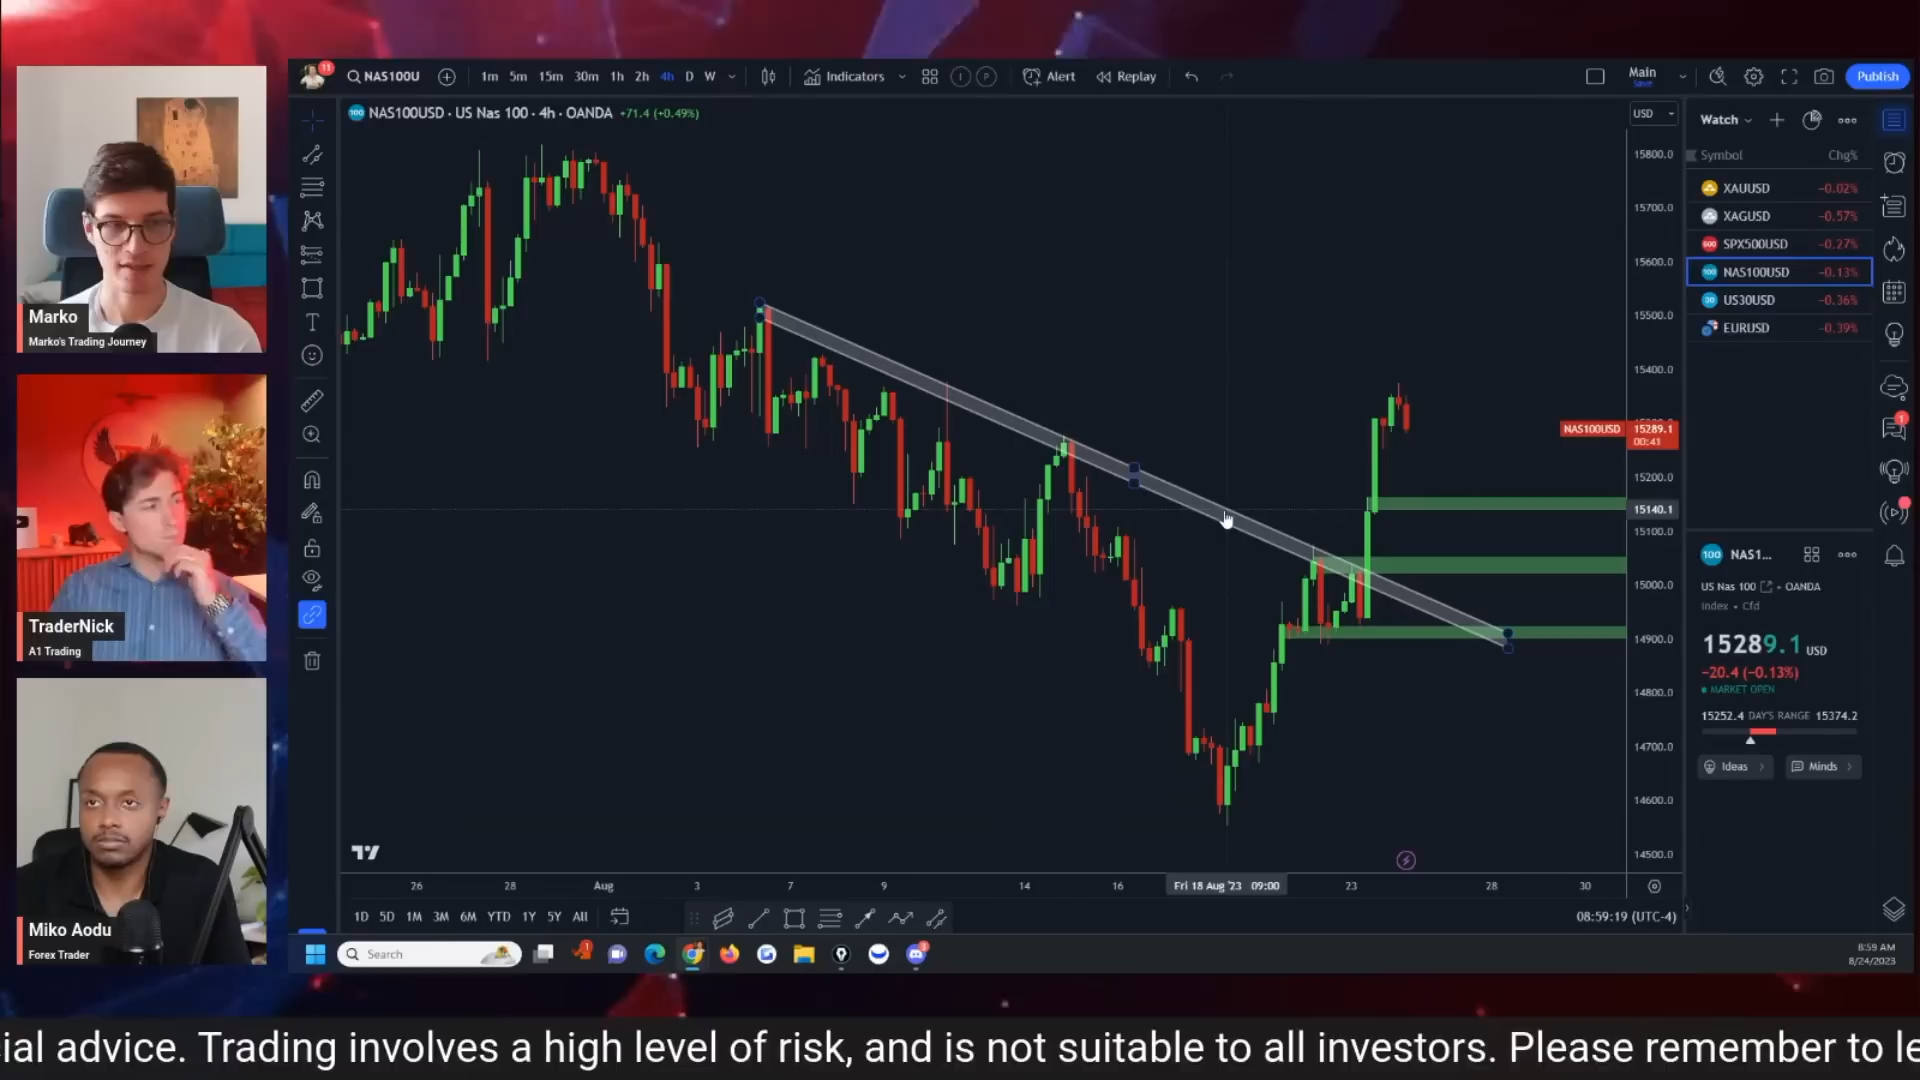 Marko
Marko's Trading Journey
TraderNick
A1 Trading
Miko Aodu
Forex Trader
11
NAS100U
1m 5m 15m 30m 1h 2h 4h D W
Indicators
Alert
Replay
Main
Save
Publish
NAS100USD · US Nas 100 · 4h · OANDA +71.4 (+0.49%)
USD
15800.0
15700.0
15600.0
15500.0
15400.0
NAS100USD 15289.1
00:41
15200.0
15140.1
15100.0
15000.0
14900.0
14800.0
14700.0
14600.0
14500.0
26 28 Aug 3 7 9 14 16 Fri 18 Aug '23 09:00 23 28 30
1D 5D 1M 3M 6M YTD 1Y 5Y All
08:59:19 (UTC-4)
Watch
Symbol Chg%
XAUUSD −0.02%
XAGUSD −0.57%
500 SPX500USD −0.27%
100 NAS100USD −0.13%
30 US30USD −0.36%
EURUSD −0.39%
100 NAS1...
US Nas 100 • OANDA
Index • Cfd
15289.1 USD
−20.4 (−0.13%)
MARKET OPEN
15252.4 DAY'S RANGE 15374.2
Ideas
Minds
Search
8:59 AM
8/24/2023
ial advice. Trading involves a high level of risk, and is not suitable to all investors. Please remember to le